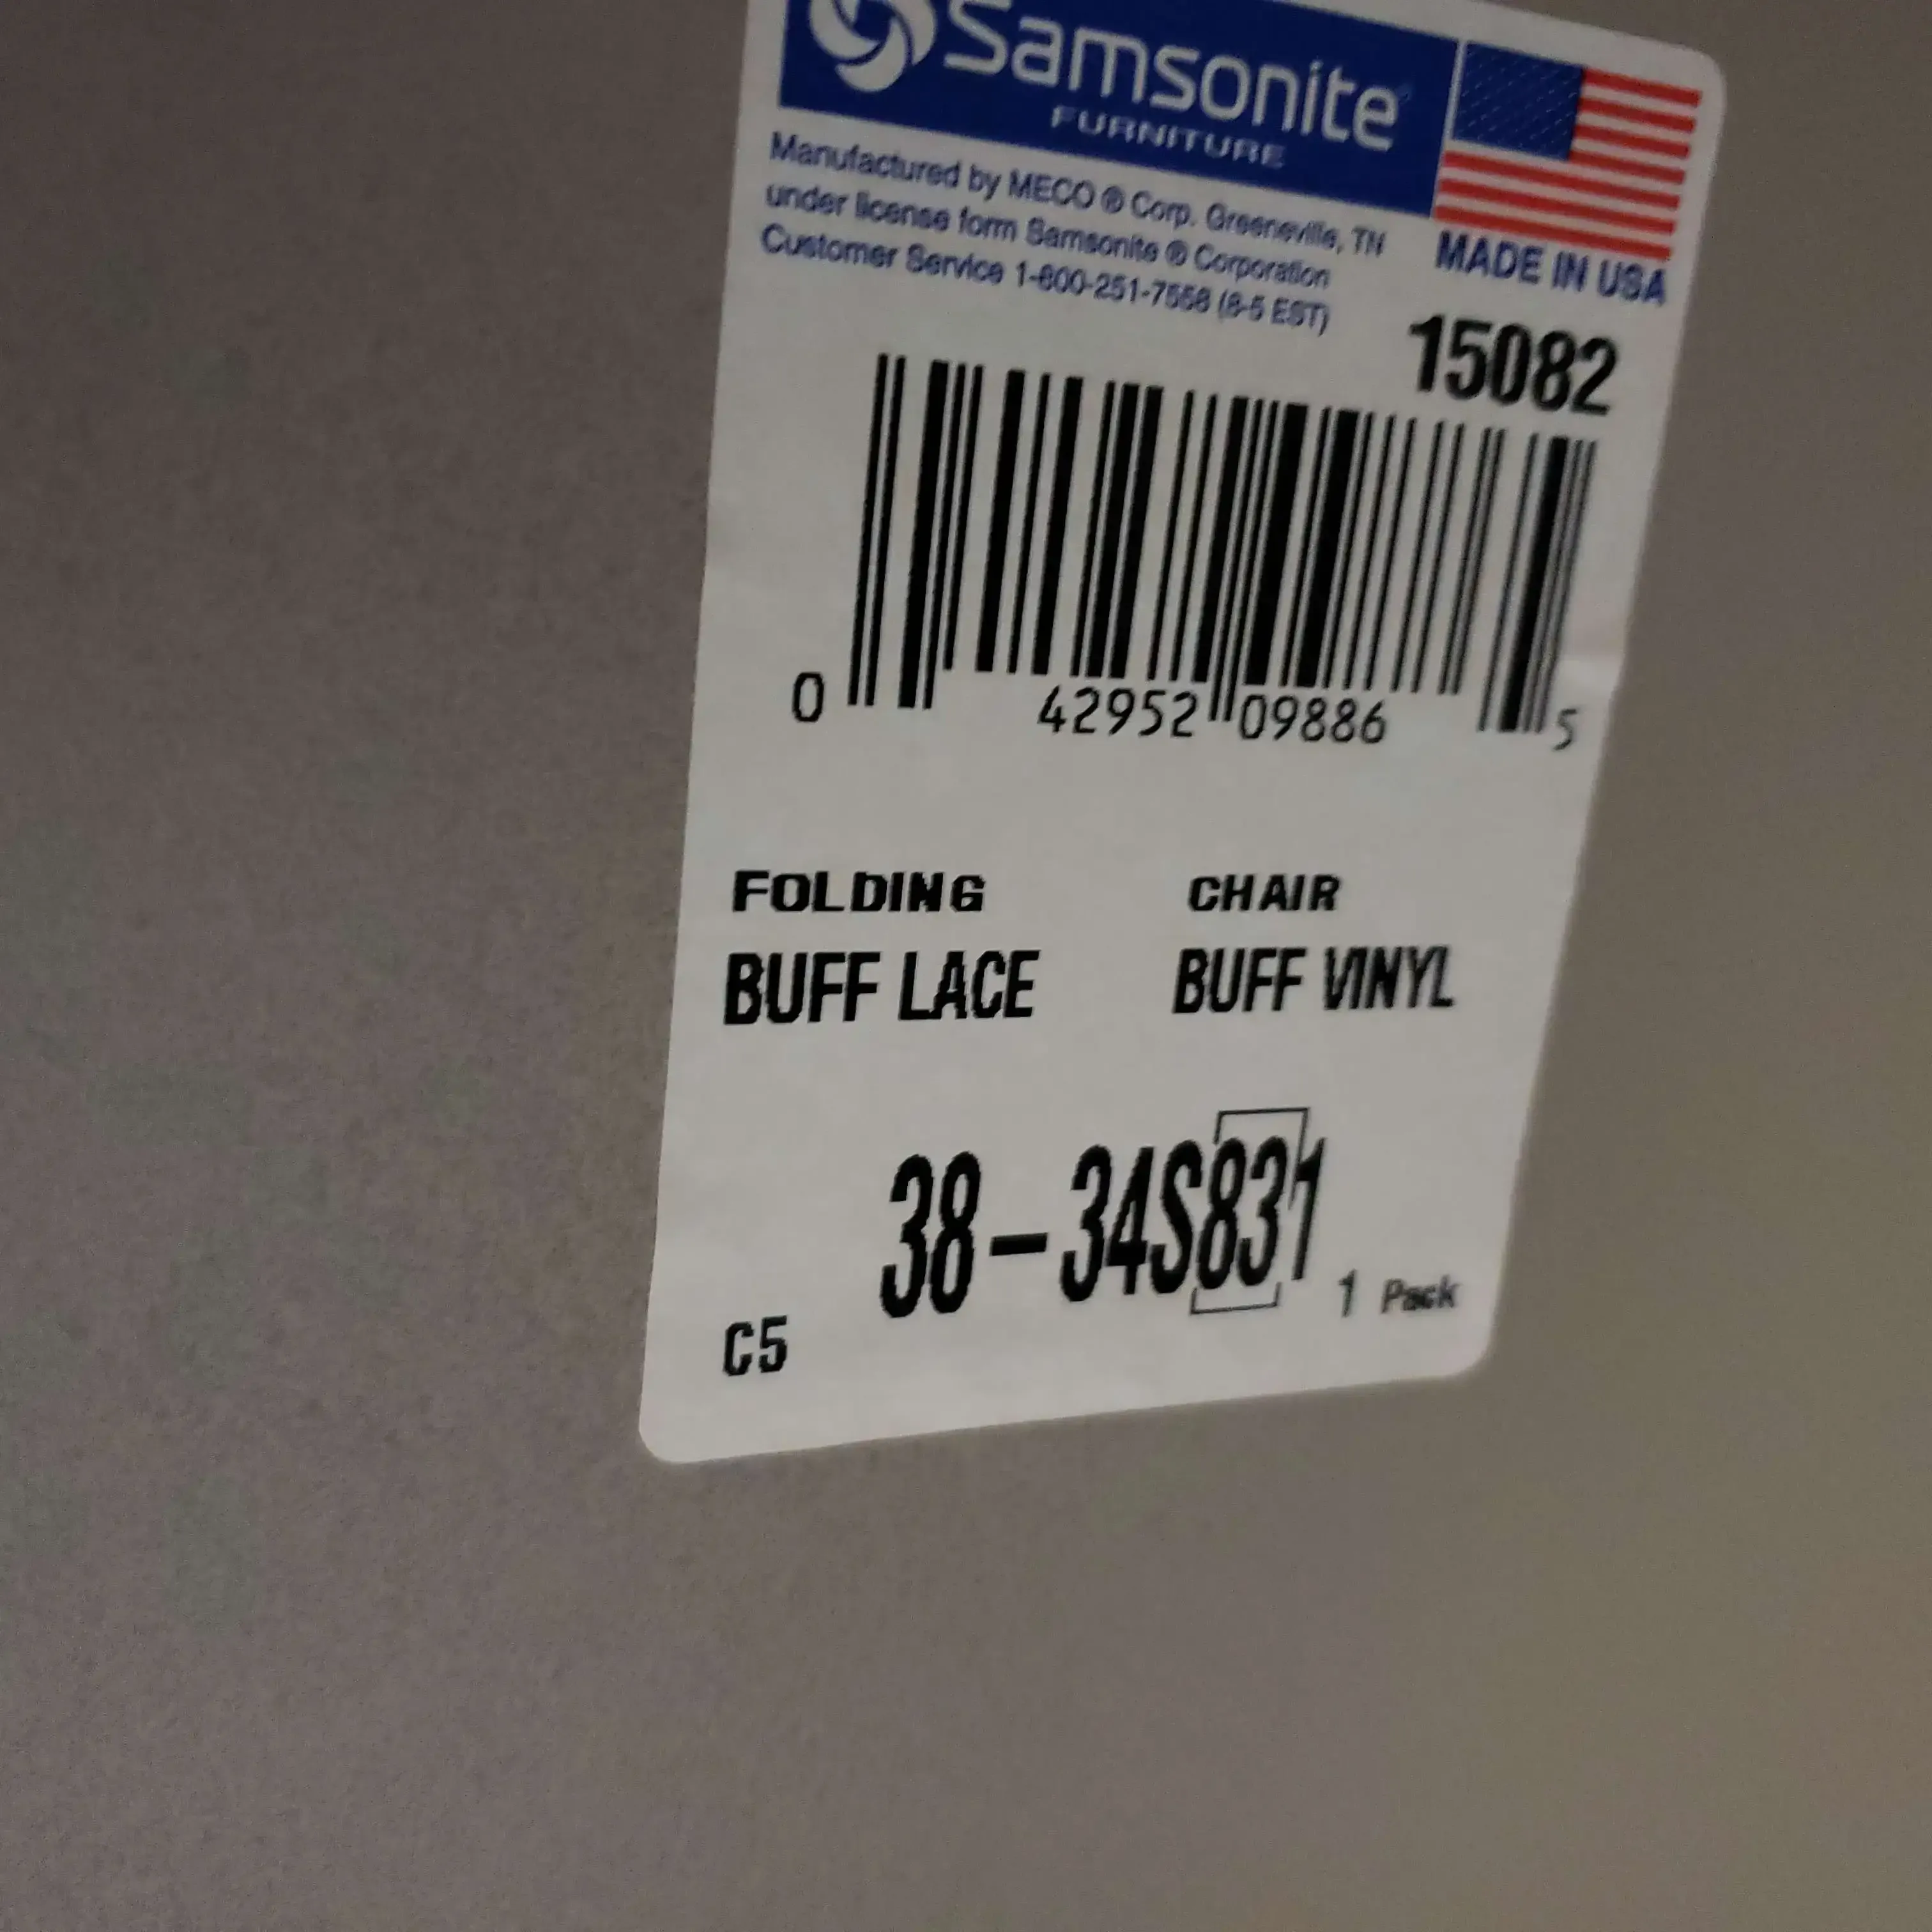 Samsonite
FURNITURE
Manufactured by MECO ® Corp. Greeneville, TN
under license form Samsonite ® Corporation
Customer Service 1-800-251-7558 (8-5 EST)
MADE IN USA
15082
0 42952 09886 5
FOLDING CHAIR
BUFF LACE BUFF VINYL
38-34S831
C5 1 Pack